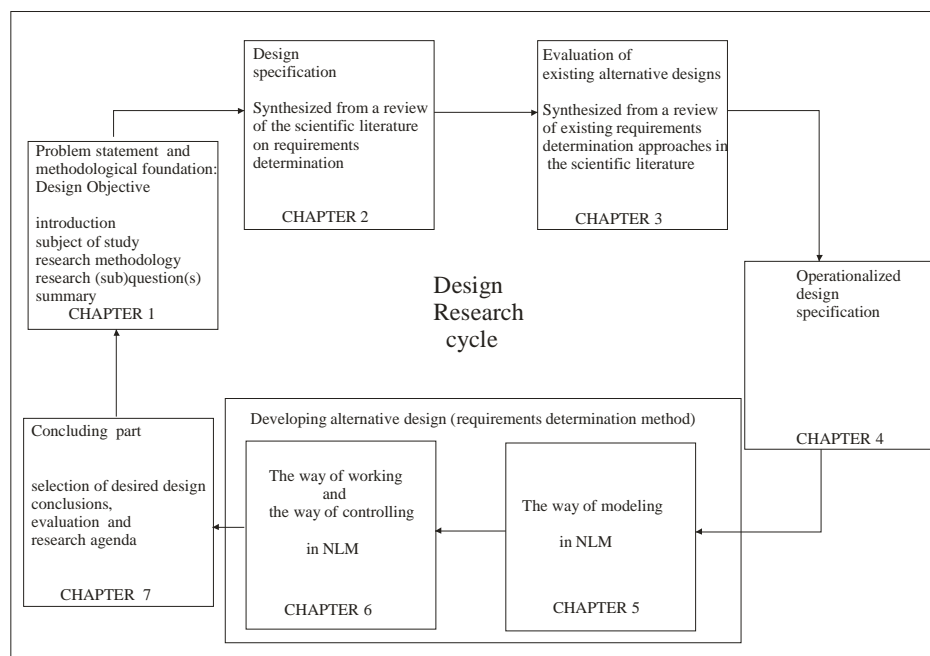 Problem statement and
methodological foundation:
Design Objective
introduction
subject of study
research methodology
research (sub)question(s)
summary
CHAPTER 1
Design
specification
Synthesized from a review
of the scientific literature
on requirements
determination
CHAPTER 2
Evaluation of
existing alternative designs
Synthesized from a review
of existing requirements
determination approaches in
the scientific literature
CHAPTER 3
Design
Research
cycle
Operationalized
design
specification
CHAPTER 4
Developing alternative design (requirements determination method)
The way of modeling
in NLM
CHAPTER 5
The way of working
and
the way of controlling
in NLM
CHAPTER 6
Concluding part
selection of desired design
conclusions,
evaluation and
research agenda
CHAPTER 7